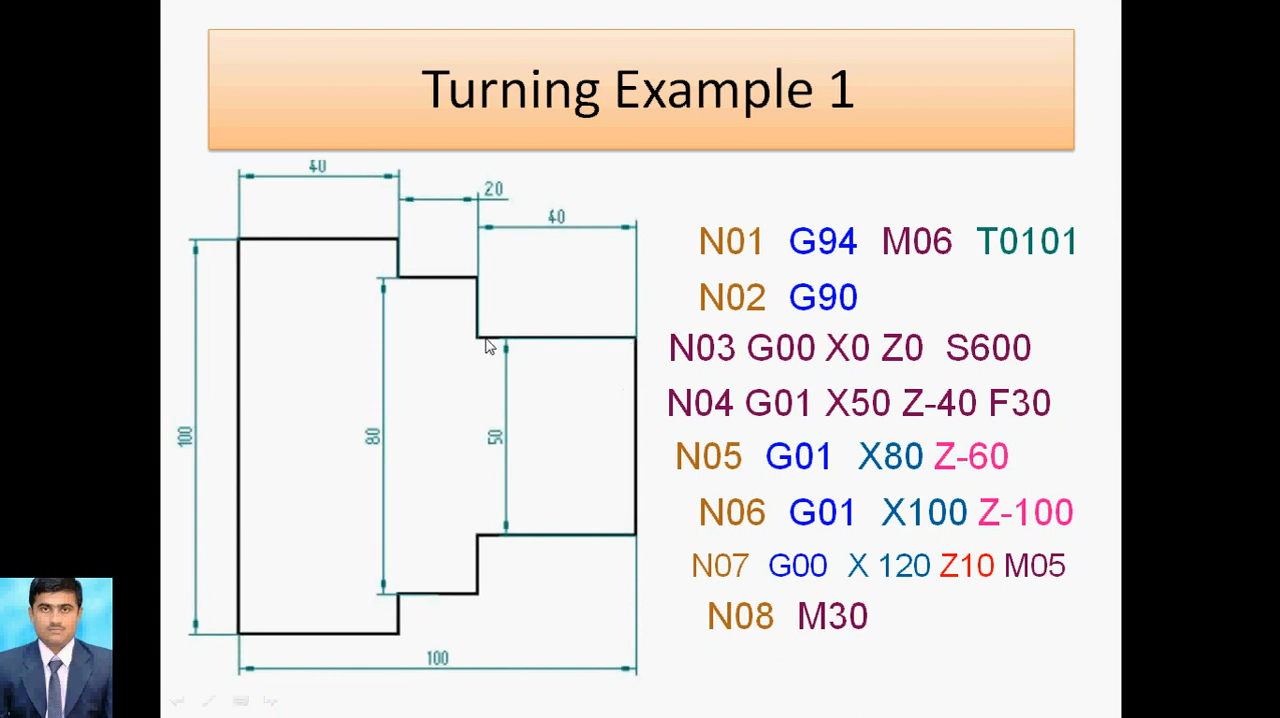 Turning Example 1
40
20
40
100
80
50
100
N01 G94 M06 T0101
N02 G90
N03 G00 X0 Z0 S600
N04 G01 X50 Z-40 F30
N05 G01 X80 Z-60
N06 G01 X100 Z-100
N07 G00 X 120 Z10 M05
N08 M30